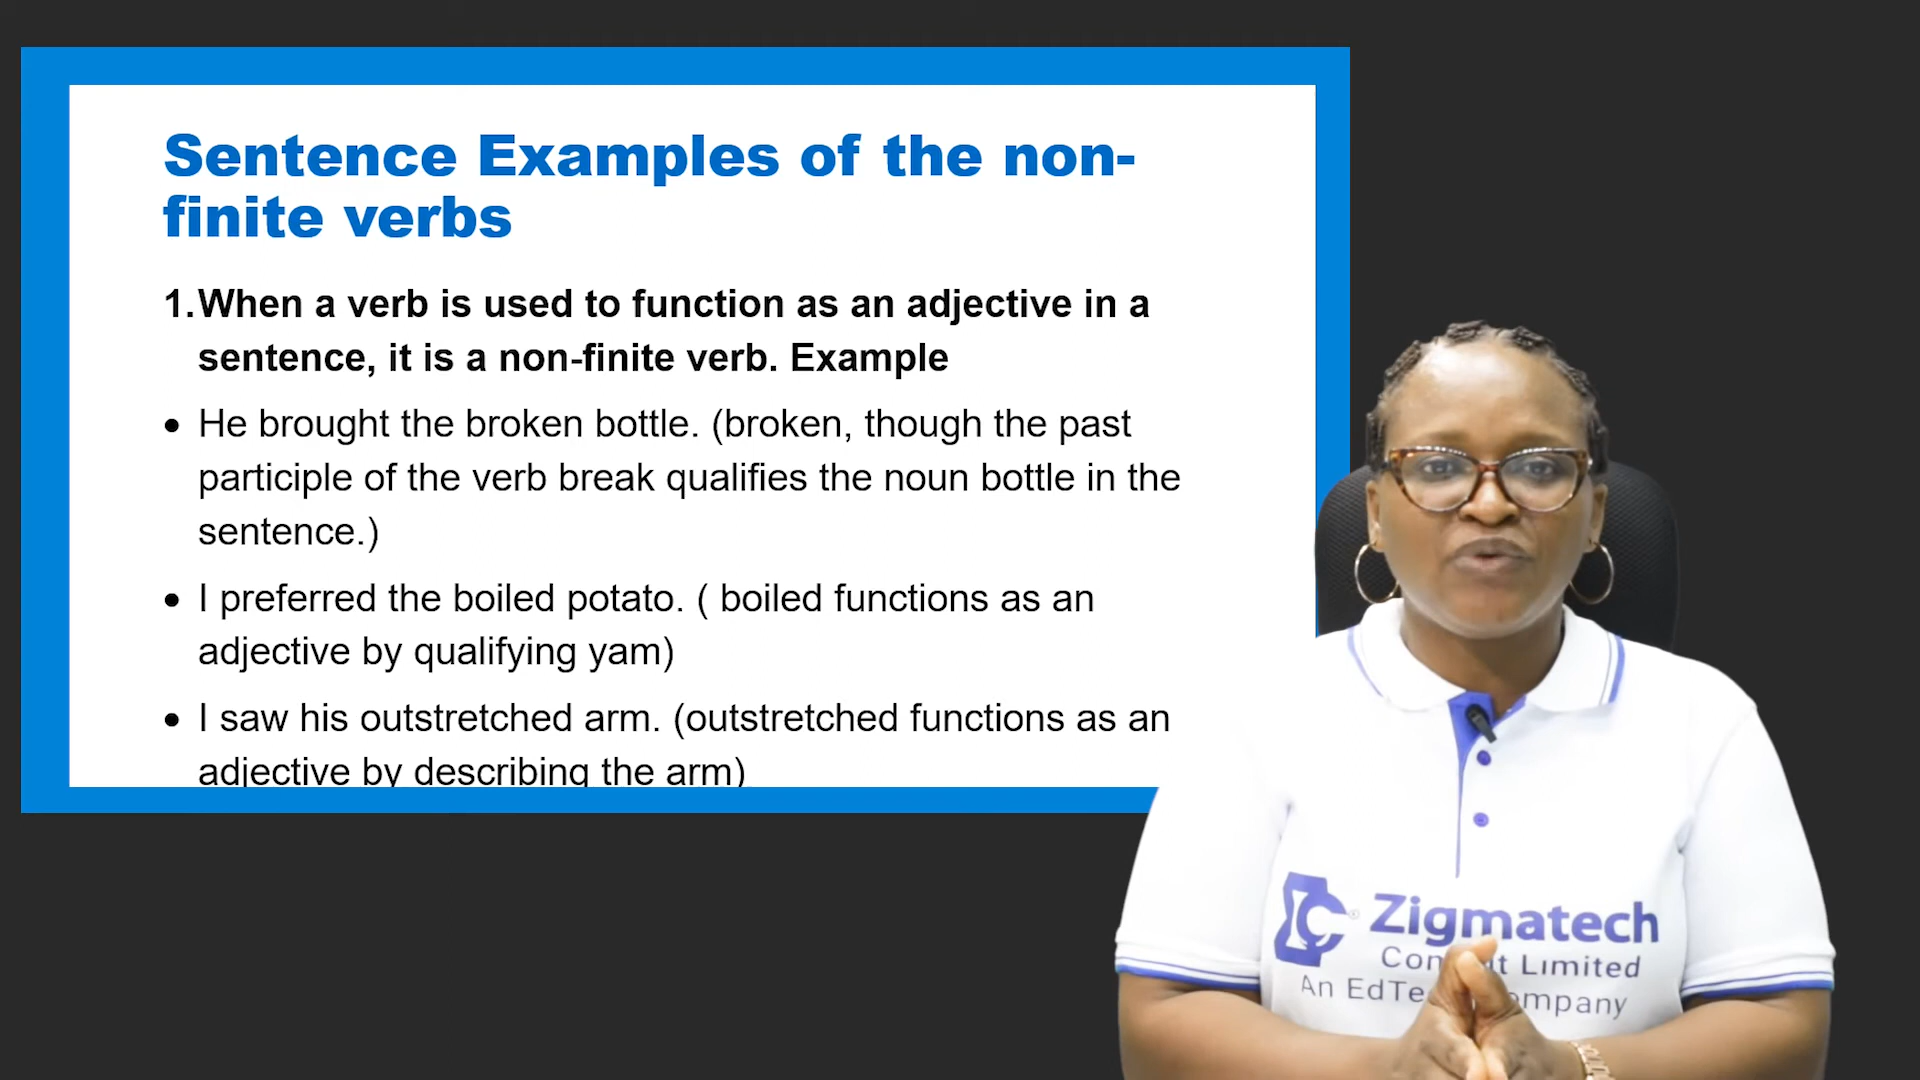 Sentence Examples of the non-
finite verbs
1.When a verb is used to function as an adjective in a
sentence, it is a non-finite verb. Example
• He brought the broken bottle. (broken, though the past
participle of the verb break qualifies the noun bottle in the
sentence.)
• I preferred the boiled potato. ( boiled functions as an
adjective by qualifying yam)
• I saw his outstretched arm. (outstretched functions as an
adjective by describing the arm)
ZC® Zigmatech
Limited
An